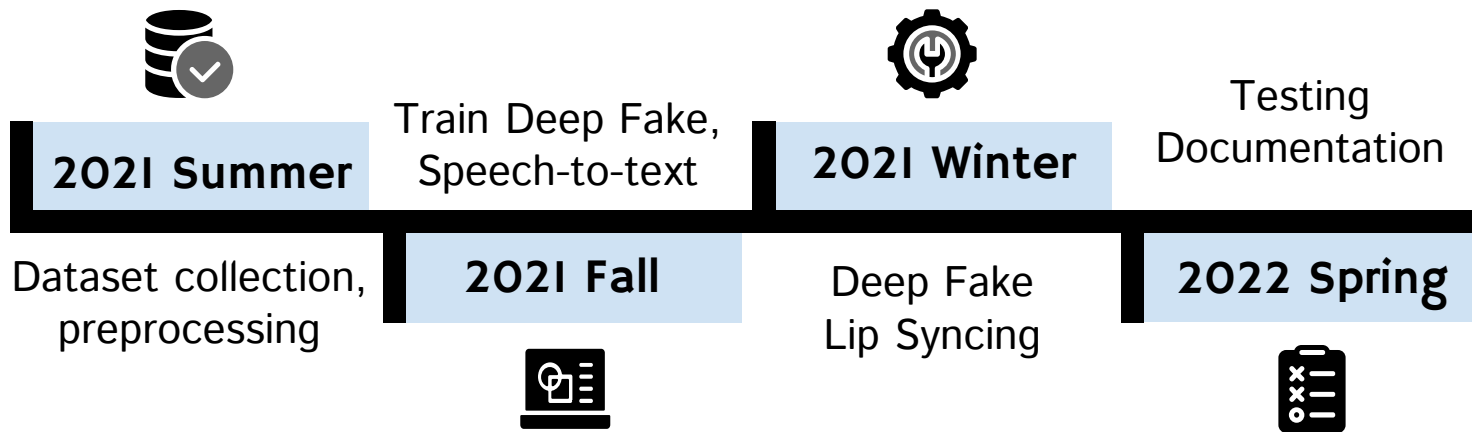 2021 Summer
Dataset collection,
preprocessing
Train Deep Fake,
Speech-to-text
2021 Fall
2021 Winter
Deep Fake
Lip Syncing
Testing
Documentation
2022 Spring